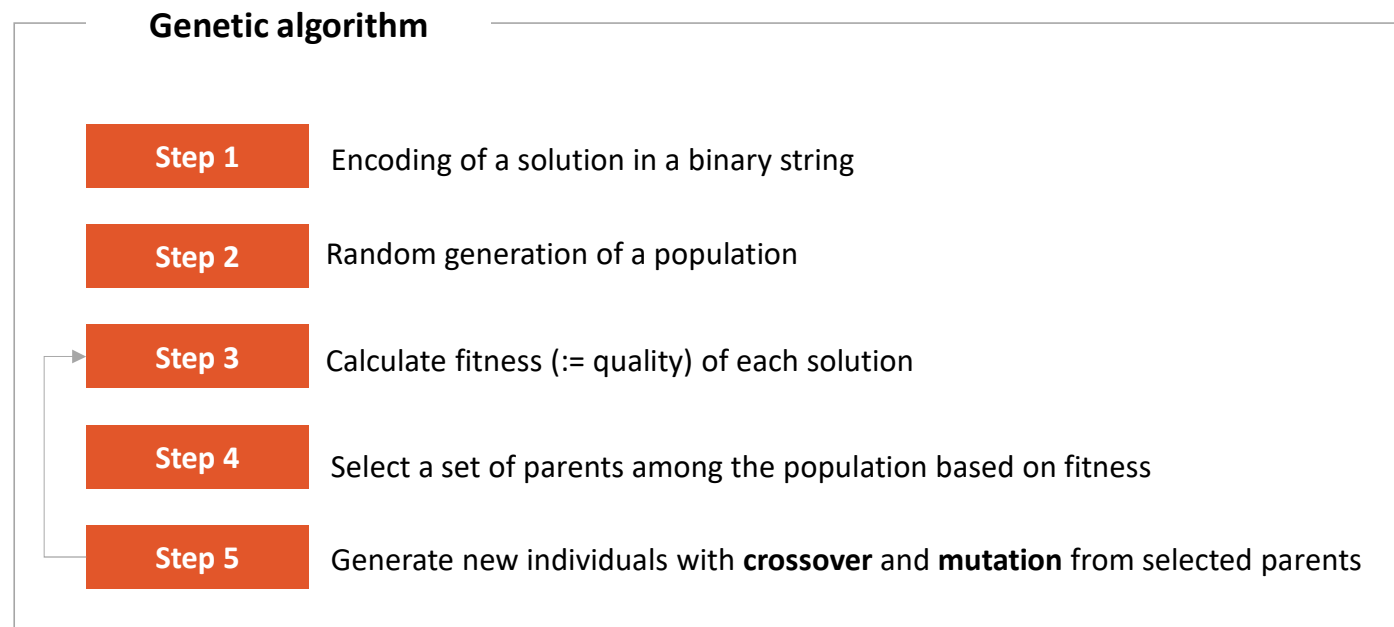 Genetic algorithm
Step 1 Encoding of a solution in a binary string
Step 2 Random generation of a population
Step 3 Calculate fitness (:= quality) of each solution
Step 4 Select a set of parents among the population based on fitness
Step 5 Generate new individuals with crossover and mutation from selected parents